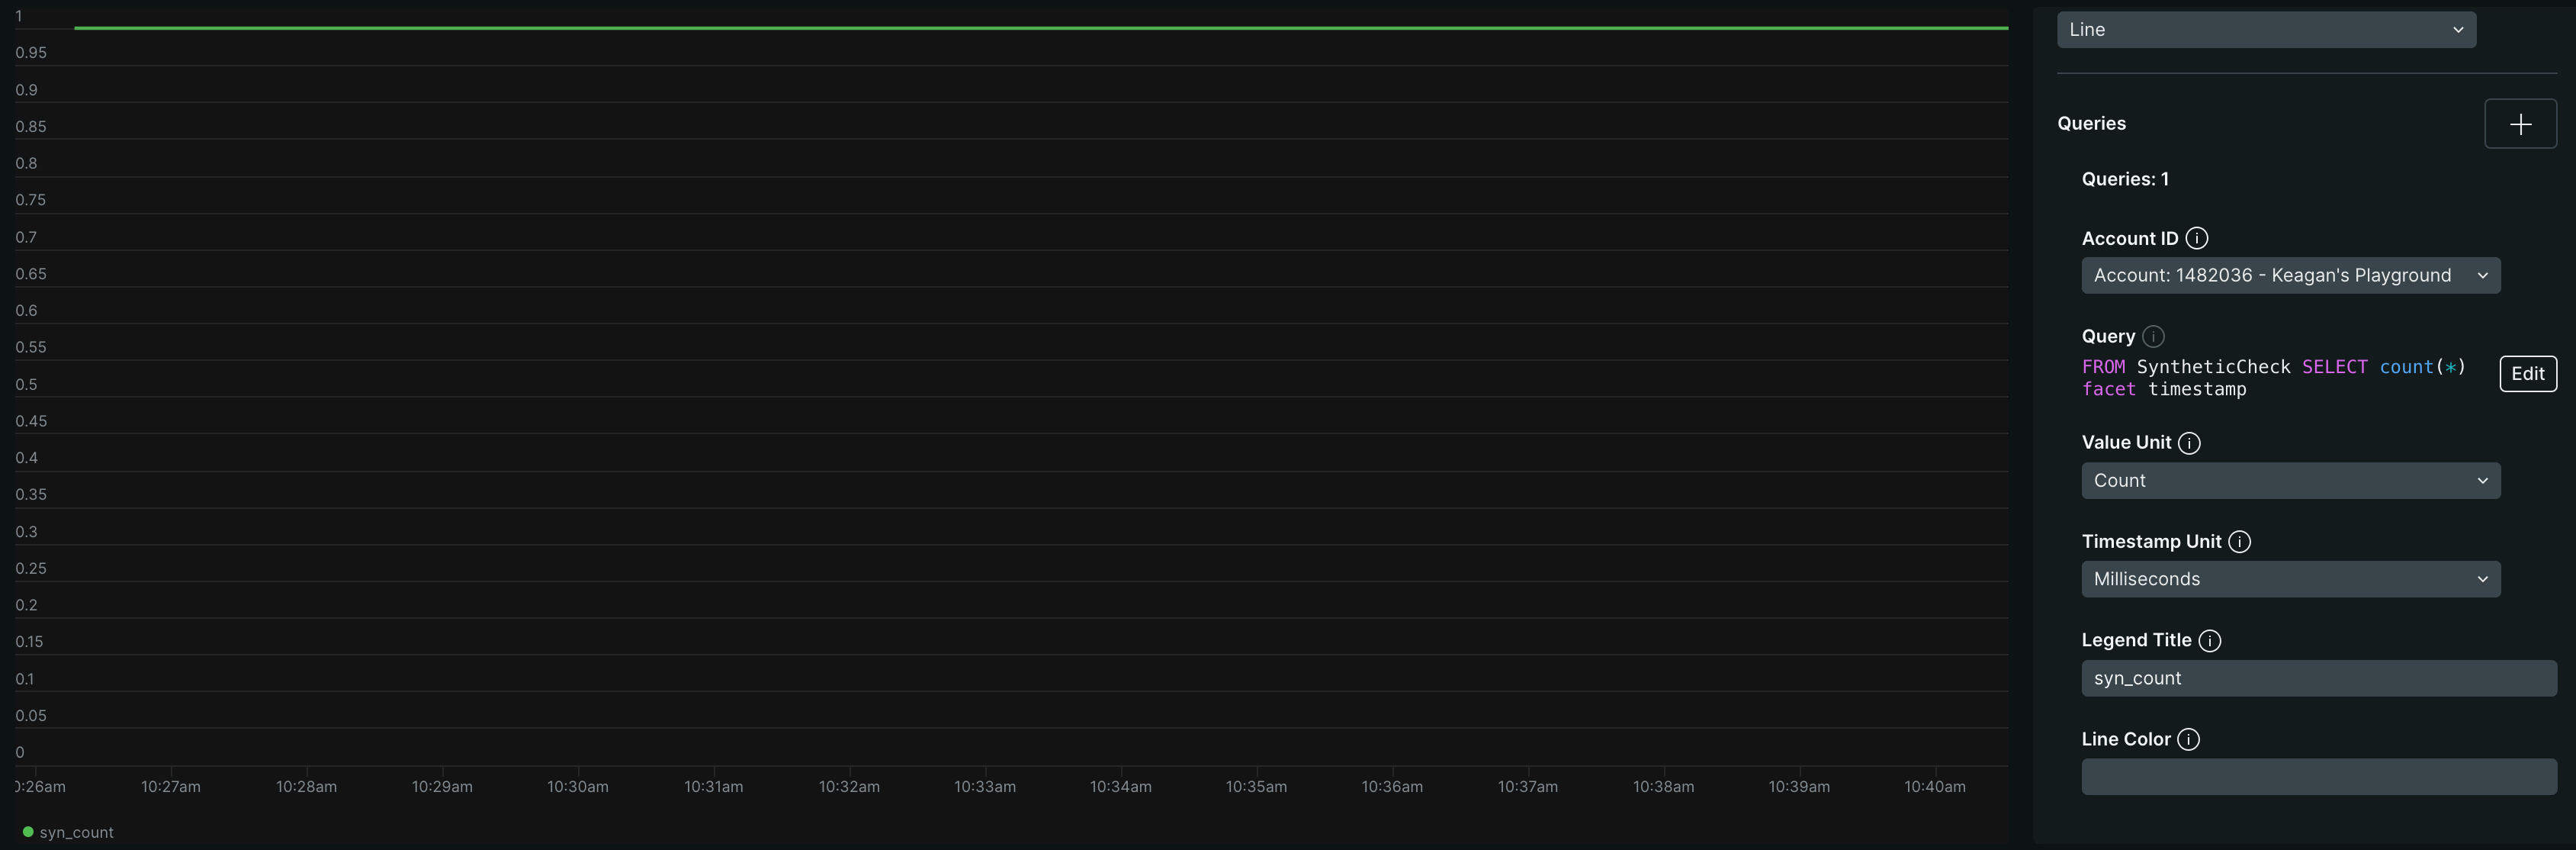 1
0.95
0.9
0.85
0.8
0.75
0.7
0.65
0.6
0.55
0.5
0.45
0.4
0.35
0.3
0.25
0.2
0.15
0.1
0.05
0
0:26am 10:27am 10:28am 10:29am 10:30am 10:31am 10:32am 10:33am 10:34am 10:35am 10:36am 10:37am 10:38am 10:39am 10:40am
syn_count
Line
Queries
Queries: 1
Account ID
Account: 1482036 - Keagan's Playground
Query
FROM SyntheticCheck SELECT count(*)
facet timestamp
Edit
Value Unit
Count
Timestamp Unit
Milliseconds
Legend Title
syn_count
Line Color